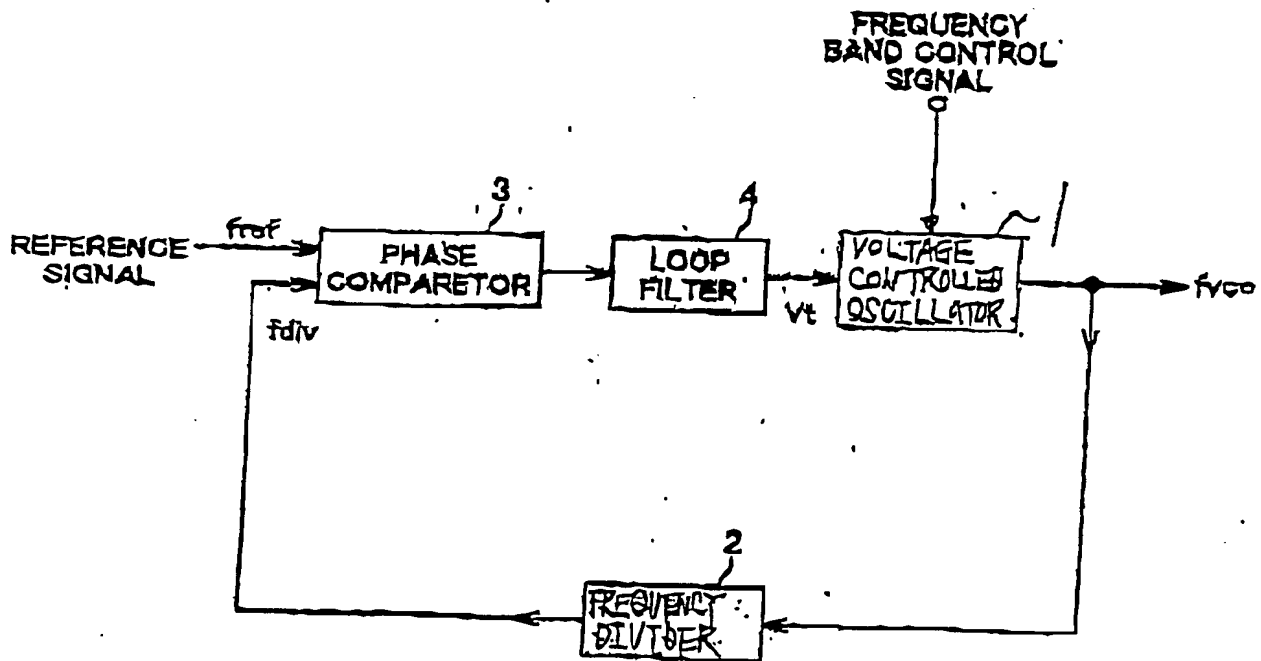 FREQUENCY
BAND CONTROL
SIGNAL
3
4
1
REFERENCE
SIGNAL
fref
PHASE
COMPARETOR
LOOP
FILTER
Vt
VOLTAGE
CONTROLLED
OSCILLATOR
fvco
fdiv
2
FREQUENCY
DIVIDER